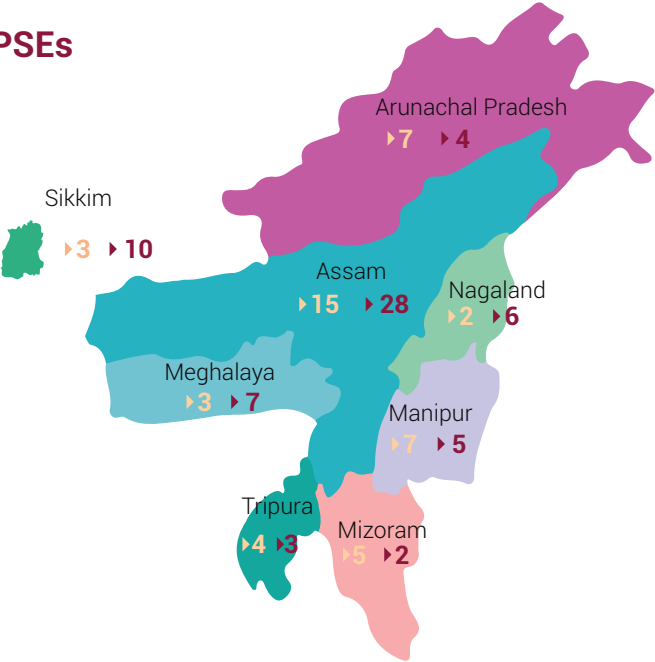 PSEs
Arunachal Pradesh
7 4
Sikkim
3 10
Assam
15 28
Nagaland
2 6
Meghalaya
3 7
Manipur
7 5
Tripura
4 3
Mizoram
5 2